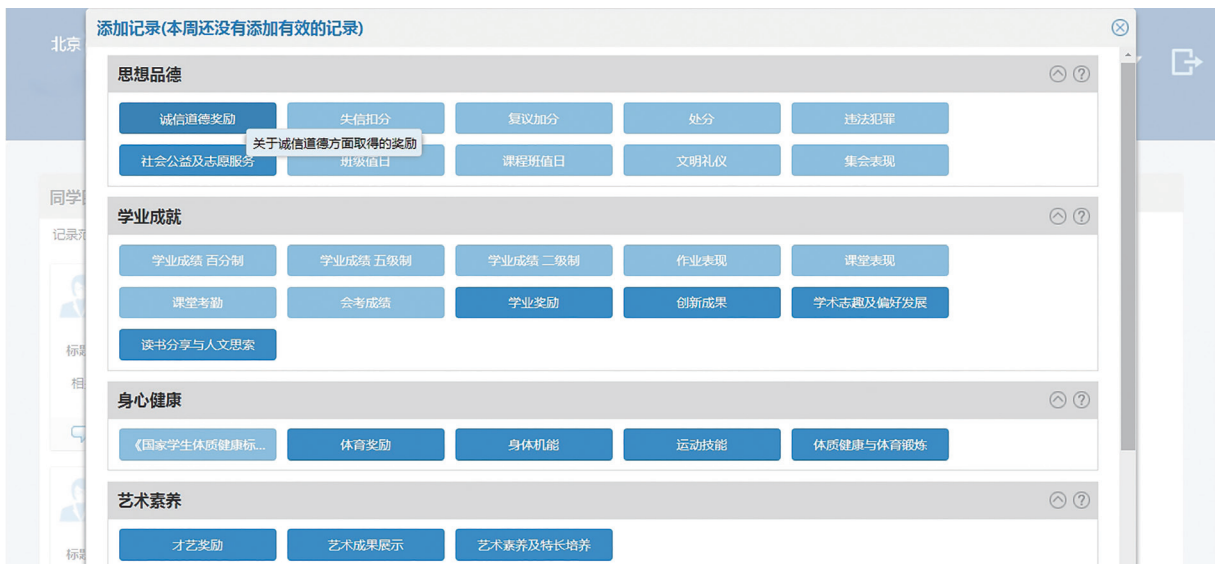 北京
添加记录(本周还没有添加有效的记录)
思想品德
诚信道德奖励 失信扣分 复议加分 处分 违法犯罪
关于诚信道德方面取得的奖励
社会公益及志愿服务 班级值日 课程班值日 文明礼仪 集会表现
同学
学业成就
记录
学业成绩 百分制 学业成绩 五级制 学业成绩 二级制 作业表现 课堂表现
课堂考勤 会考成绩 学业奖励 创新成果 学术志趣及偏好发展
读书分享与人文思索
标题
相
身心健康
《国家学生体质健康标... 体育奖励 身体机能 运动技能 体质健康与体育锻炼
艺术素养
才艺奖励 艺术成果展示 艺术素养及特长培养
标题